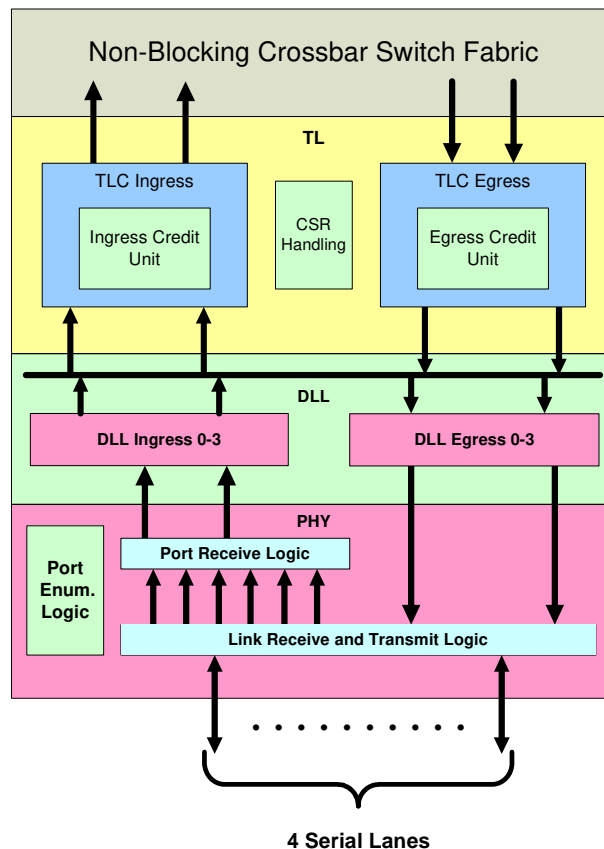 Non-Blocking Crossbar Switch Fabric
TL
TLC Ingress
Ingress Credit
Unit
CSR
Handling
TLC Egress
Egress Credit
Unit
DLL
DLL Ingress 0-3
DLL Egress 0-3
PHY
Port
Enum.
Logic
Port Receive Logic
Link Receive and Transmit Logic
4 Serial Lanes